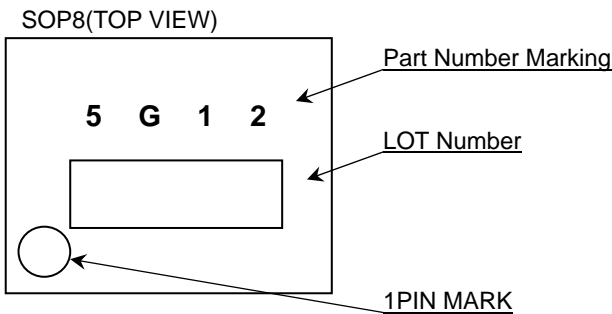 SOP8(TOP VIEW)
Part Number Marking
5 G 1 2
LOT Number
1PIN MARK